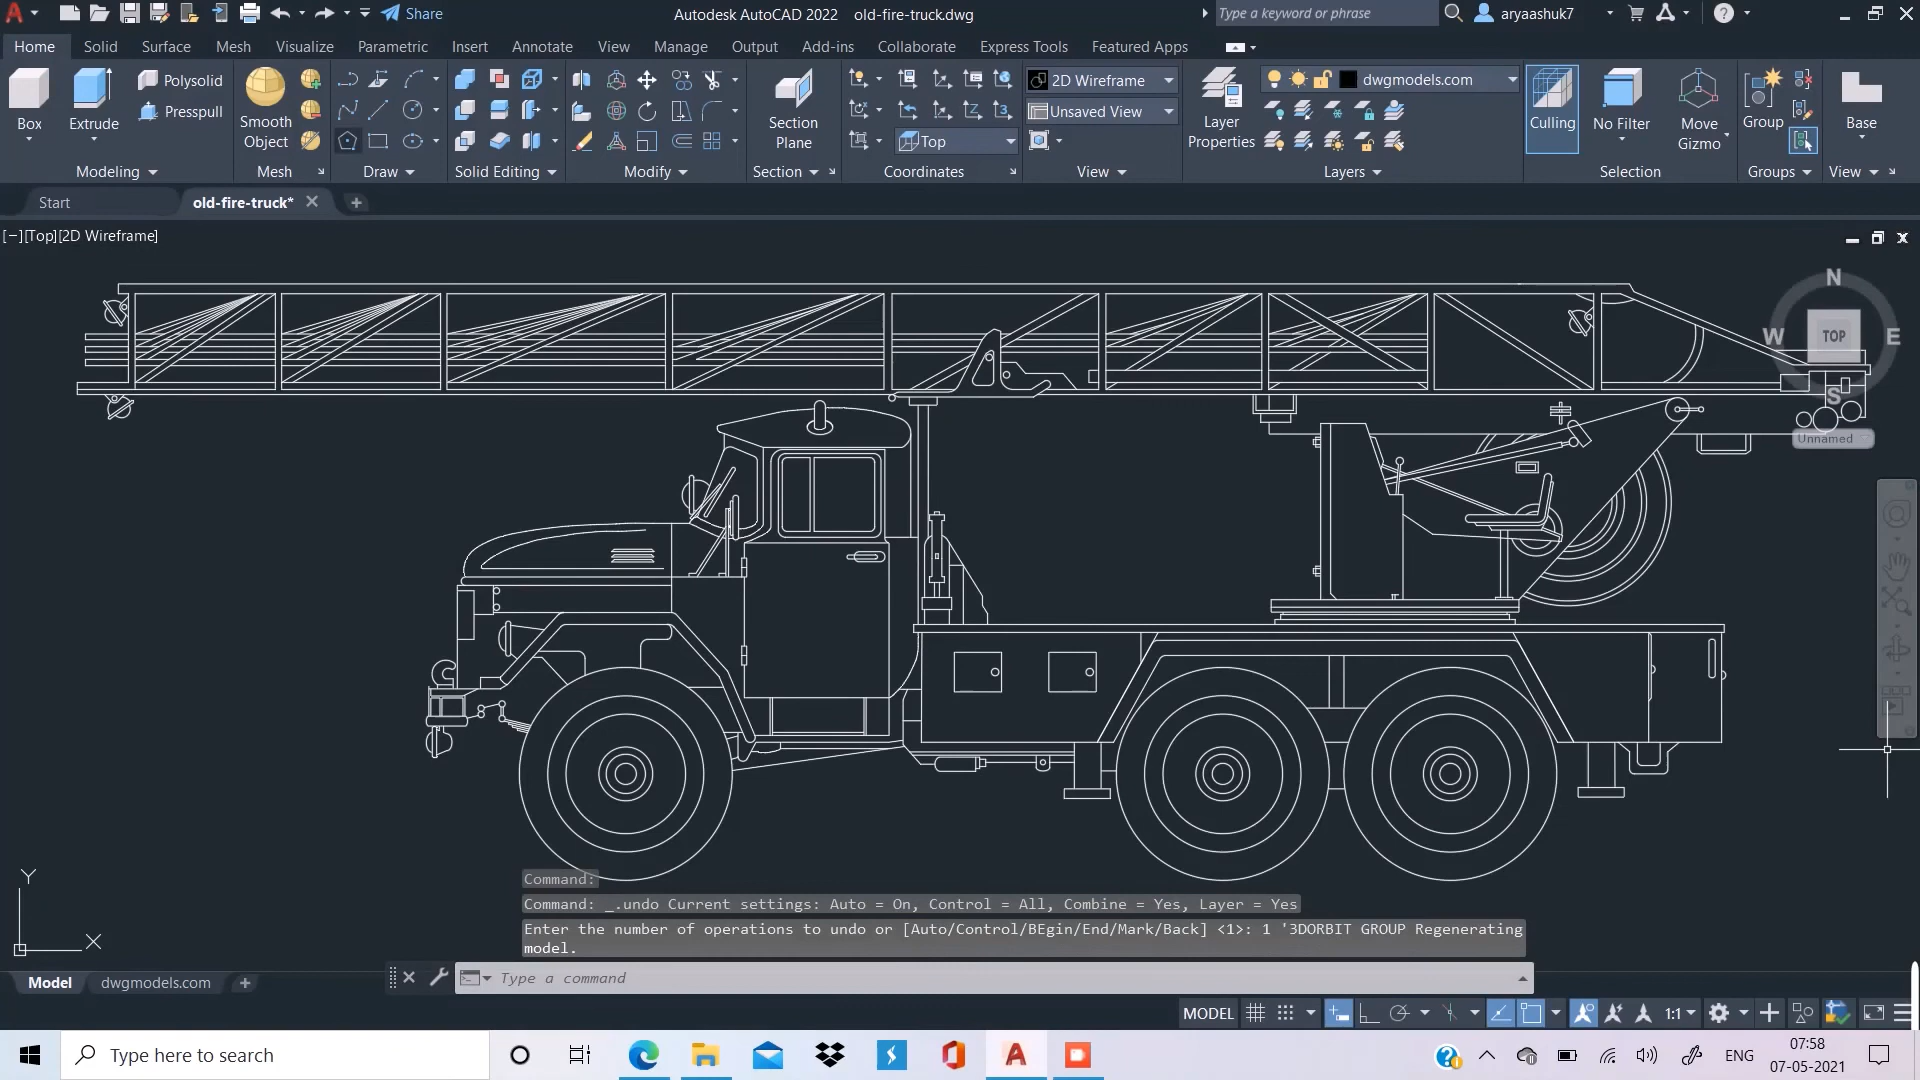 Share
Autodesk AutoCAD 2022 old-fire-truck.dwg
Type a keyword or phrase
aryaashuk7
Home Solid Surface Mesh Visualize Parametric Insert Annotate View Manage Output Add-ins Collaborate Express Tools Featured Apps
Box
Extrude
Polysolid
Presspull
Modeling
Smooth
Object
Mesh
Draw
Solid Editing
Modify
Section
Plane
Section
Top
Coordinates
2D Wireframe
Unsaved View
View
Layer
Properties
dwgmodels.com
Layers
Culling
No Filter
Move
Gizmo
Selection
Group
Groups
Base
View
Start
old-fire-truck*
[−][Top][2D Wireframe]
N
W TOP E
S
Unnamed
Y
X
Command:
Command: _.undo Current settings: Auto = On, Control = All, Combine = Yes, Layer = Yes
Enter the number of operations to undo or [Auto/Control/BEgin/End/Mark/Back] <1>: 1 '3DORBIT GROUP Regenerating
model.
Type a command
Model dwgmodels.com
MODEL
1:1
Type here to search
ENG
07:58
07-05-2021